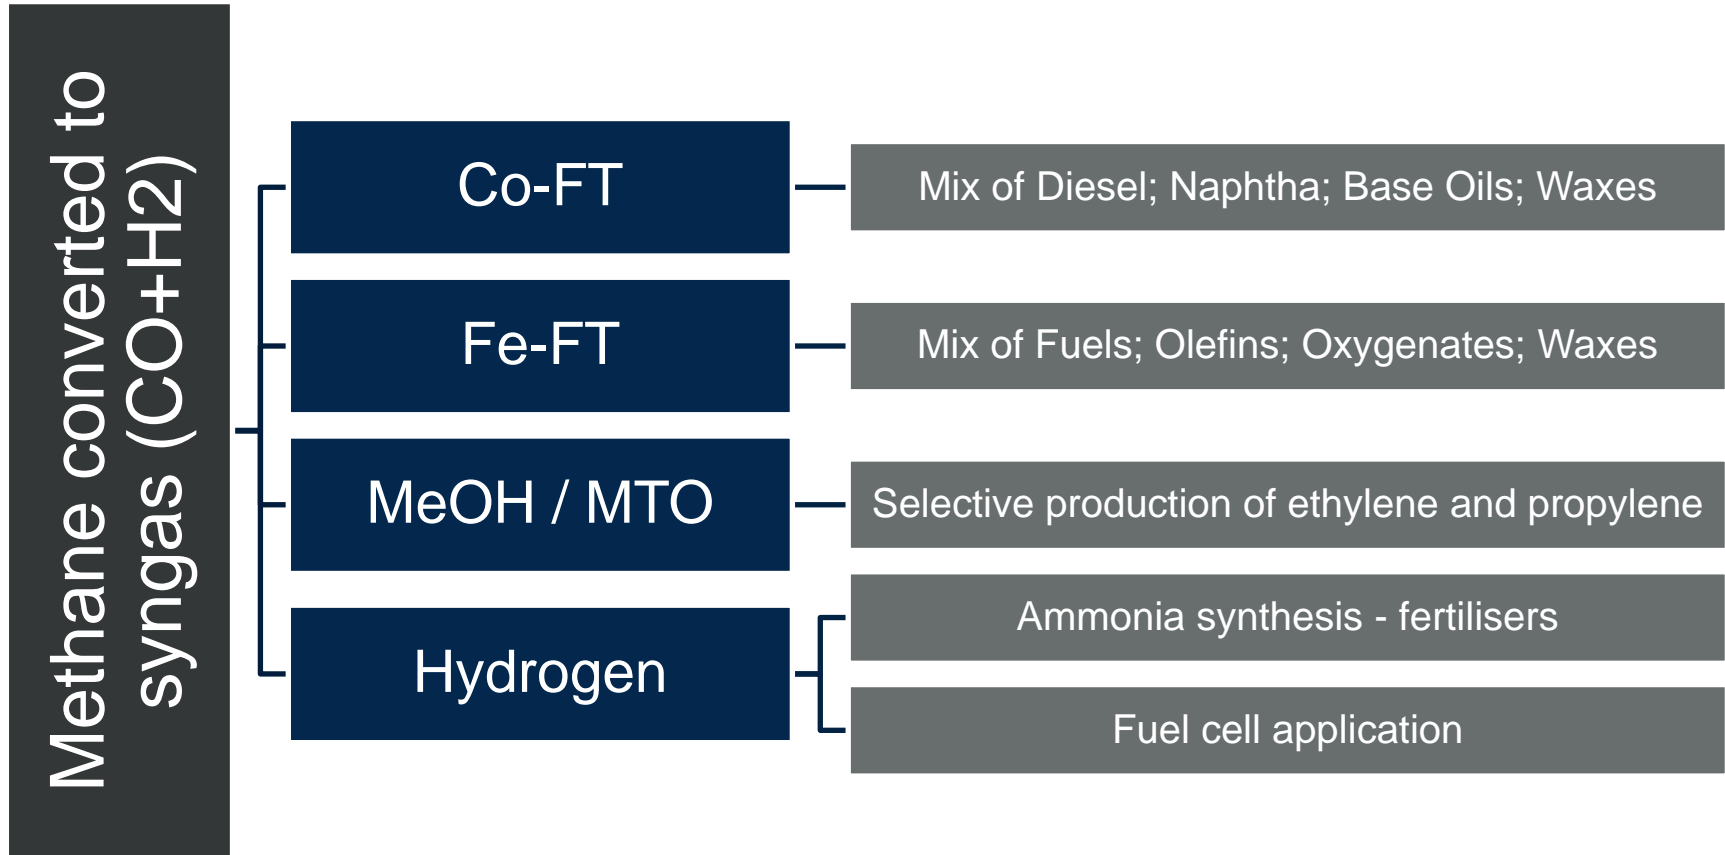 Methane converted to
syngas (CO+H2)
Co-FT
Mix of Diesel; Naphtha; Base Oils; Waxes
Fe-FT
Mix of Fuels; Olefins; Oxygenates; Waxes
MeOH / MTO
Selective production of ethylene and propylene
Hydrogen
Ammonia synthesis - fertilisers
Fuel cell application